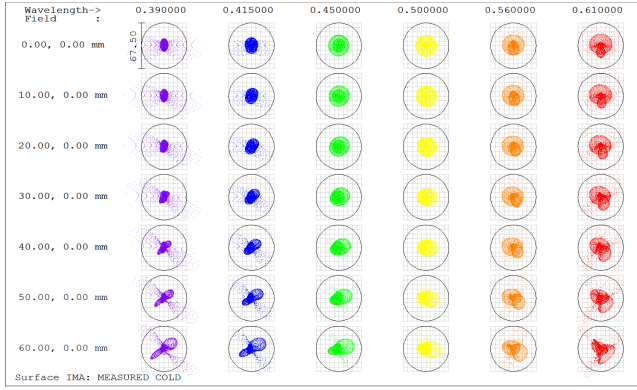 Wavelength-> 0.390000 0.415000 0.450000 0.500000 0.560000 0.610000
Field :
0.00, 0.00 mm
67.50
10.00, 0.00 mm
20.00, 0.00 mm
30.00, 0.00 mm
40.00, 0.00 mm
50.00, 0.00 mm
60.00, 0.00 mm
Surface IMA: MEASURED COLD